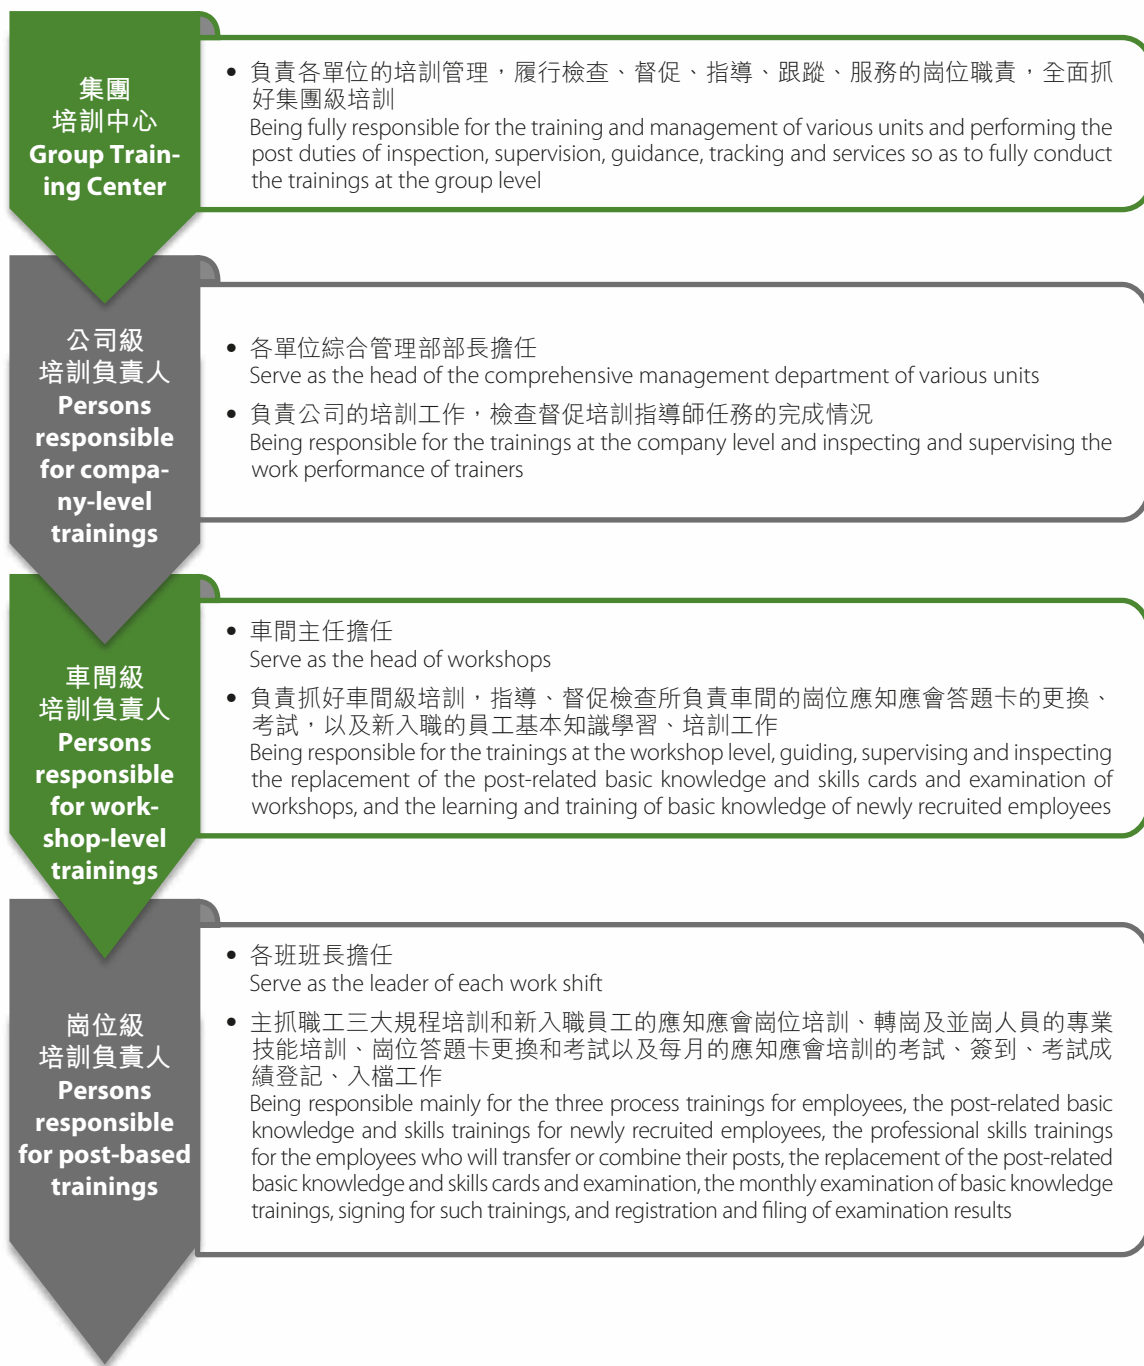 集團
培訓中心
Group Train-
ing Center
• 負責各單位的培訓管理，履行檢查、督促、指導、跟蹤、服務的崗位職責，全面抓
好集團級培訓
Being fully responsible for the training and management of various units and performing the
post duties of inspection, supervision, guidance, tracking and services so as to fully conduct
the trainings at the group level
公司級
培訓負責人
Persons
responsible
for compa-
ny-level
trainings
• 各單位綜合管理部部長擔任
Serve as the head of the comprehensive management department of various units
• 負責公司的培訓工作，檢查督促培訓指導師任務的完成情況
Being responsible for the trainings at the company level and inspecting and supervising the
work performance of trainers
車間級
培訓負責人
Persons
responsible
for work-
shop-level
trainings
• 車間主任擔任
Serve as the head of workshops
• 負責抓好車間級培訓，指導、督促檢查所負責車間的崗位應知應會答題卡的更換、
考試，以及新入職的員工基本知識學習、培訓工作
Being responsible for the trainings at the workshop level, guiding, supervising and inspecting
the replacement of the post-related basic knowledge and skills cards and examination of
workshops, and the learning and training of basic knowledge of newly recruited employees
崗位級
培訓負責人
Persons
responsible
for post-based
trainings
• 各班班長擔任
Serve as the leader of each work shift
• 主抓職工三大規程培訓和新入職員工的應知應會崗位培訓、轉崗及並崗人員的專業
技能培訓、崗位答題卡更換和考試以及每月的應知應會培訓的考試、簽到、考試成
績登記、入檔工作
Being responsible mainly for the three process trainings for employees, the post-related basic
knowledge and skills trainings for newly recruited employees, the professional skills trainings
for the employees who will transfer or combine their posts, the replacement of the post-related
basic knowledge and skills cards and examination, the monthly examination of basic knowledge
trainings, signing for such trainings, and registration and filing of examination results